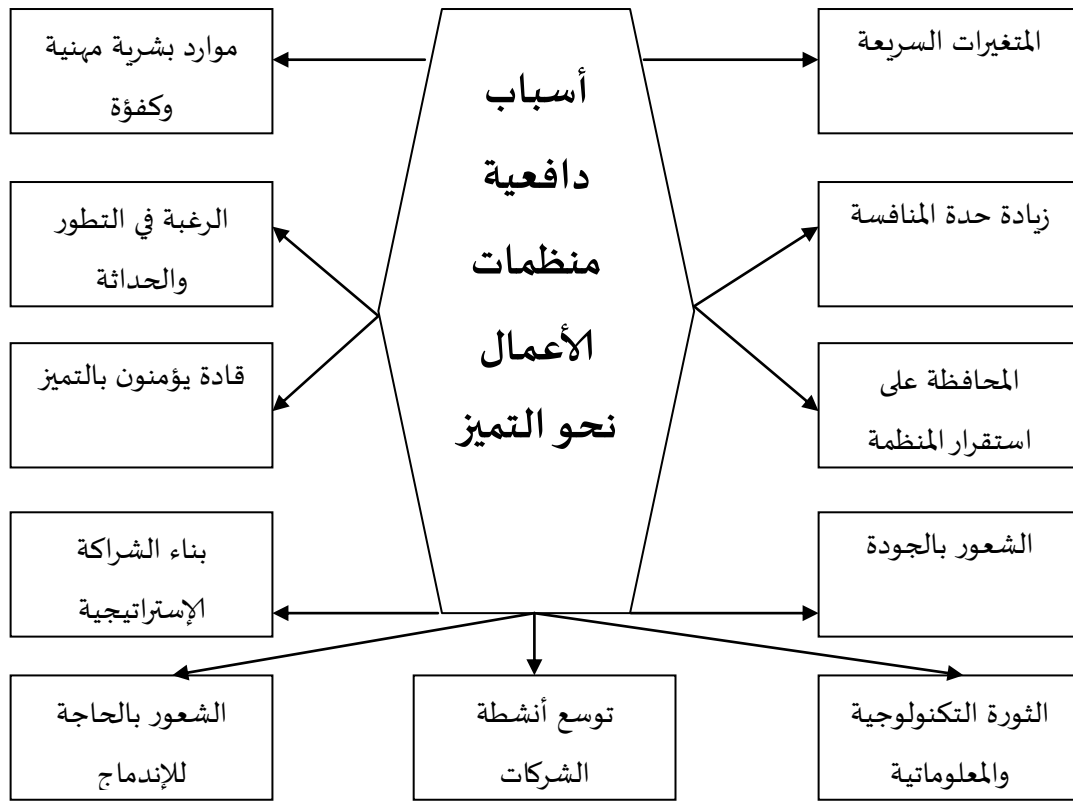 أسباب
دافعية
منظمات
الأعمال
نحو التميز
المتغيرات السريعة
زيادة حدة المنافسة
المحافظة على
استقرار المنظمة
الشعور بالجودة
الثورة التكنولوجية
والمعلوماتية
توسع أنشطة
الشركات
موارد بشرية مهنية
وكفؤة
الرغبة في التطور
والحداثة
قادة يؤمنون بالتميز
بناء الشراكة
الإستراتيجية
الشعور بالحاجة
للإندماج